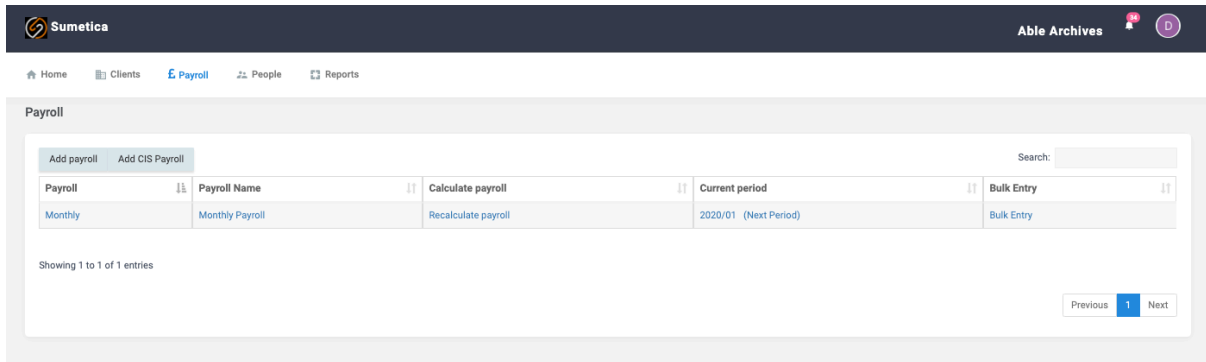 Sumetica
Able Archives 34 D
Home Clients £ Payroll People Reports
Payroll
Add payroll Add CIS Payroll Search:
Payroll Payroll Name Calculate payroll Current period Bulk Entry
Monthly Monthly Payroll Recalculate payroll 2020/01 (Next Period) Bulk Entry
Showing 1 to 1 of 1 entries
Previous 1 Next